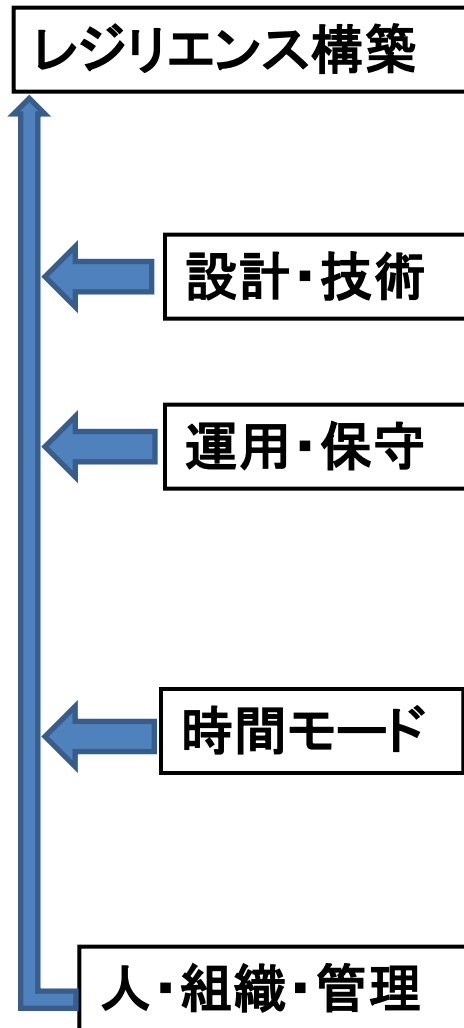 レジリエンス構築
設計・技術
運用・保守
時間モード
人・組織・管理